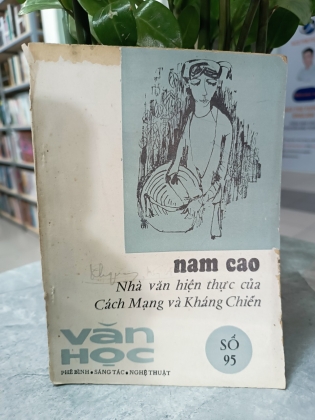 nam cao
Nhà văn hiện thực của
Cách Mạng và Kháng Chiến
văn
học
PHÊ BÌNH • SÁNG TÁC • NGHỆ THUẬT
SỐ
95